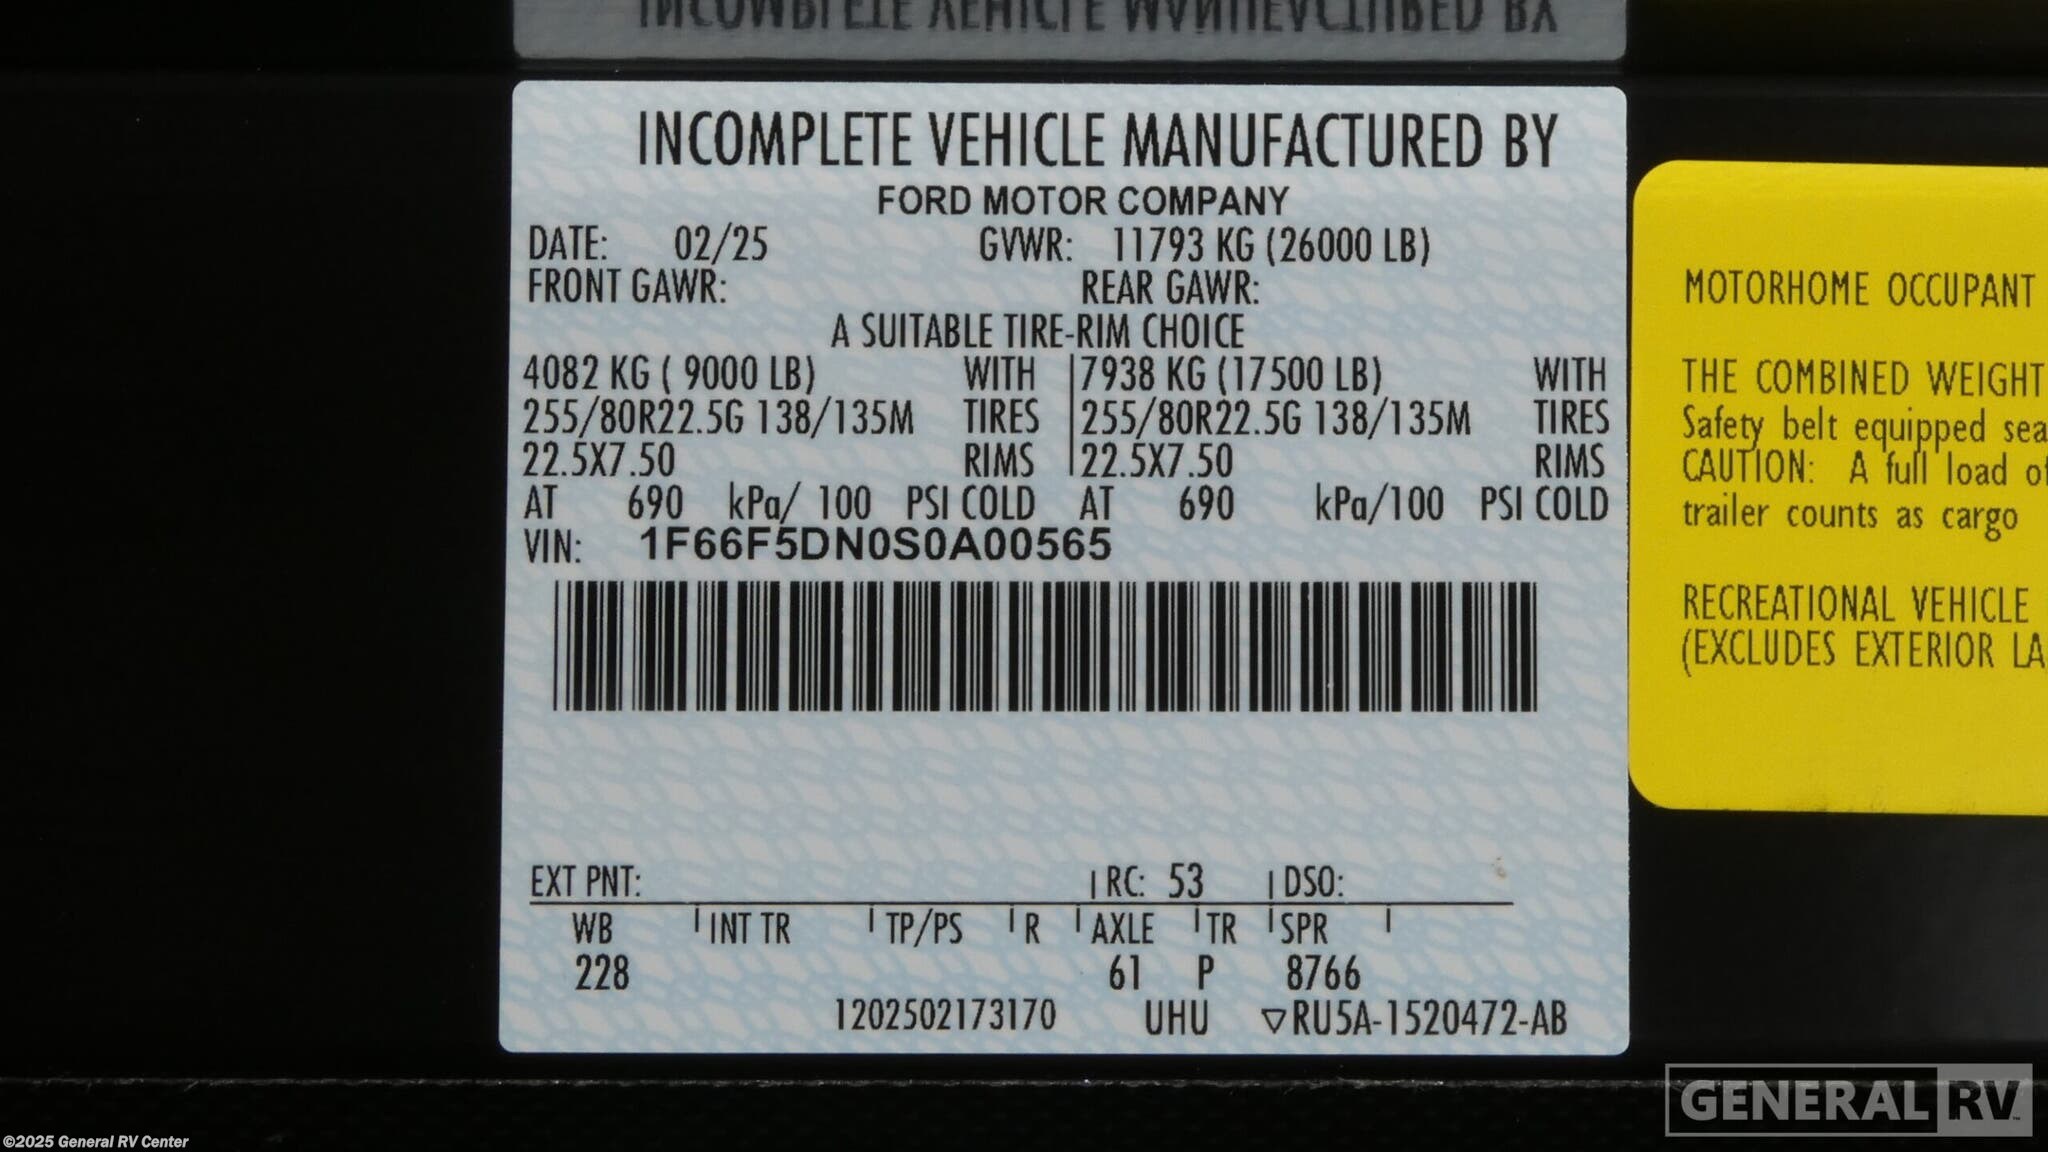 INCOMPLETE VEHICLE MANUFACTURED BY
INCOMPLETE VEHICLE MANUFACTURED BY
FORD MOTOR COMPANY
DATE: 02/25 GVWR: 11793 KG (26000 LB)
FRONT GAWR: REAR GAWR:
A SUITABLE TIRE-RIM CHOICE
4082 KG ( 9000 LB) WITH 7938 KG (17500 LB) WITH
255/80R22.5G 138/135M TIRES 255/80R22.5G 138/135M TIRES
22.5X7.50 RIMS 22.5X7.50 RIMS
AT 690 kPa/ 100 PSI COLD AT 690 kPa/100 PSI COLD
VIN: 1F66F5DN0S0A00565
EXT PNT: RC: 53 DSO:
WB INT TR TP/PS R AXLE TR SPR
228 61 P 8766
1202502173170 UHU ▽RU5A-1520472-AB
MOTORHOME OCCUPANT
THE COMBINED WEIGHT
Safety belt equipped sea
CAUTION: A full load of
trailer counts as cargo
RECREATIONAL VEHICLE
(EXCLUDES EXTERIOR LA
GENERAL RV™
©2025 General RV Center